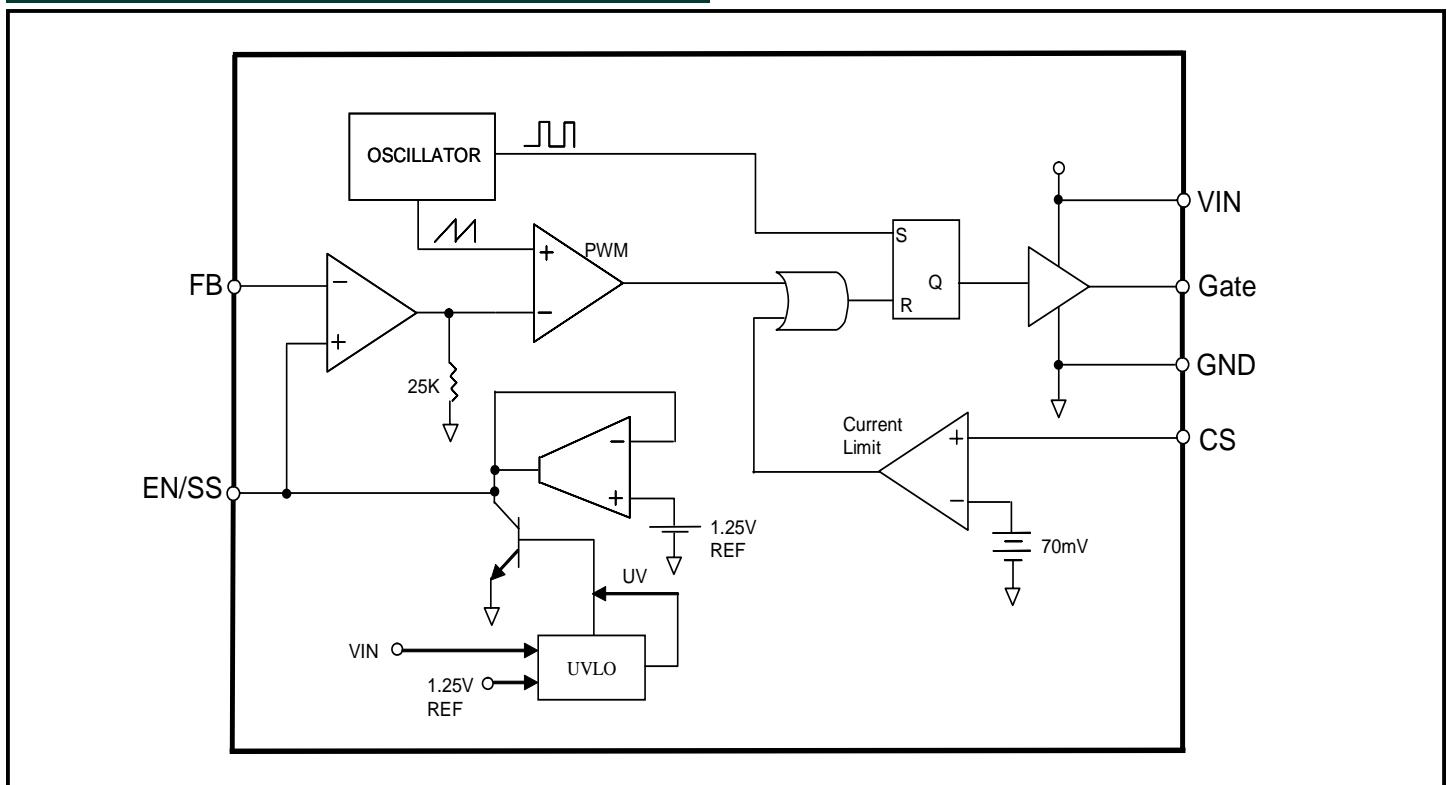 OSCILLATOR
VIN
PWM
S
FB
Q
Gate
R
25K
GND
Current
Limit
CS
EN/SS
1.25V
REF
70mV
UV
VIN
UVLO
1.25V
REF